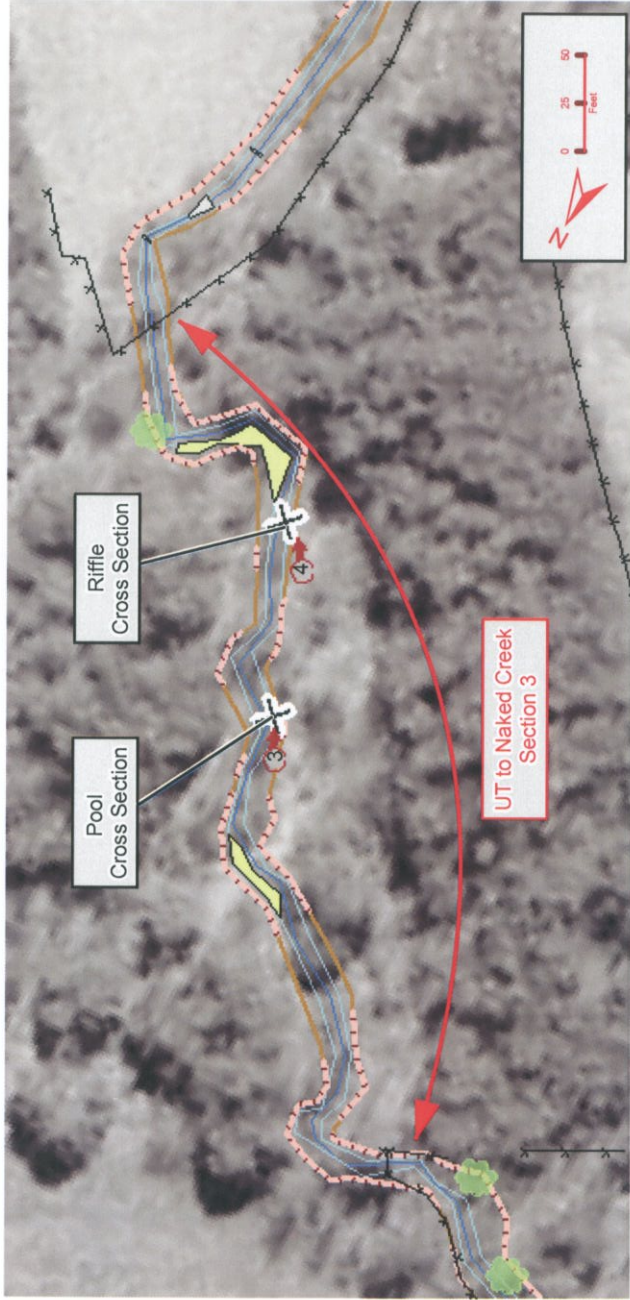 Pool
Cross Section
Riffle
Cross Section
3
4
UT to Naked Creek
Section 3
N
0 25 50
Feet